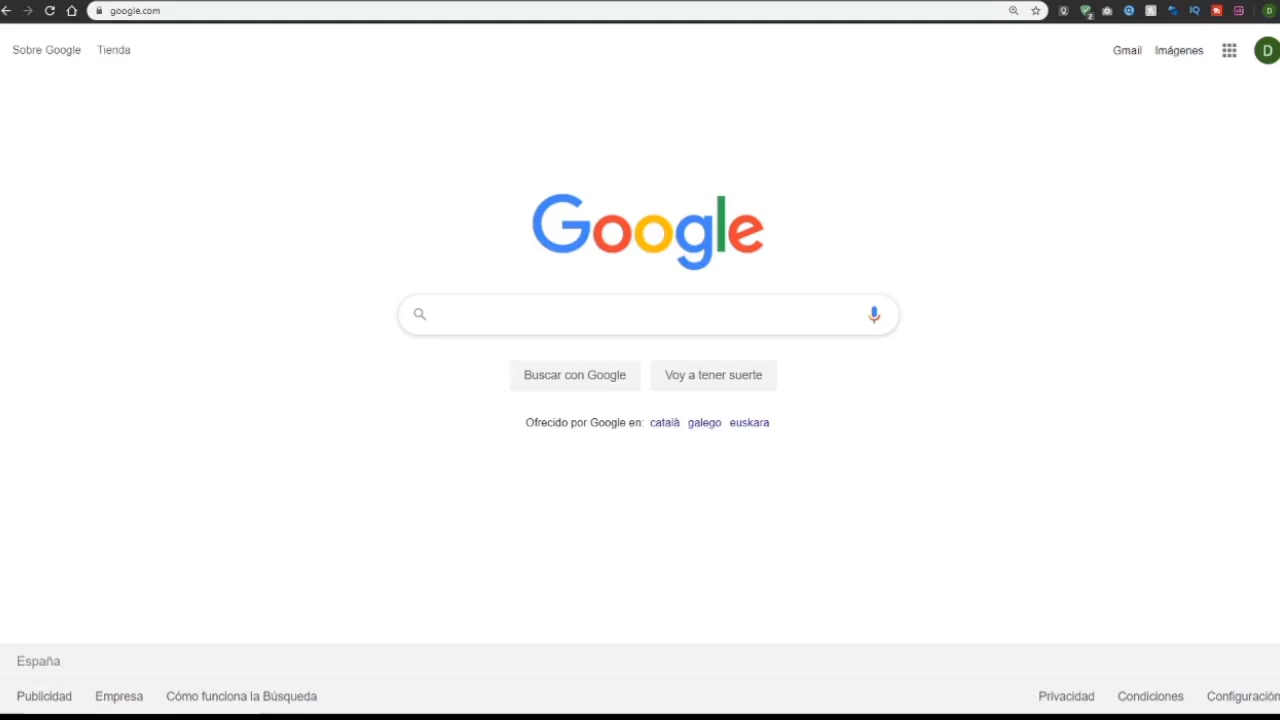 google.com
Sobre Google Tienda Gmail Imágenes D
Google
Buscar con Google Voy a tener suerte
Ofrecido por Google en: català galego euskara
España
Publicidad Empresa Cómo funciona la Búsqueda Privacidad Condiciones Configuración